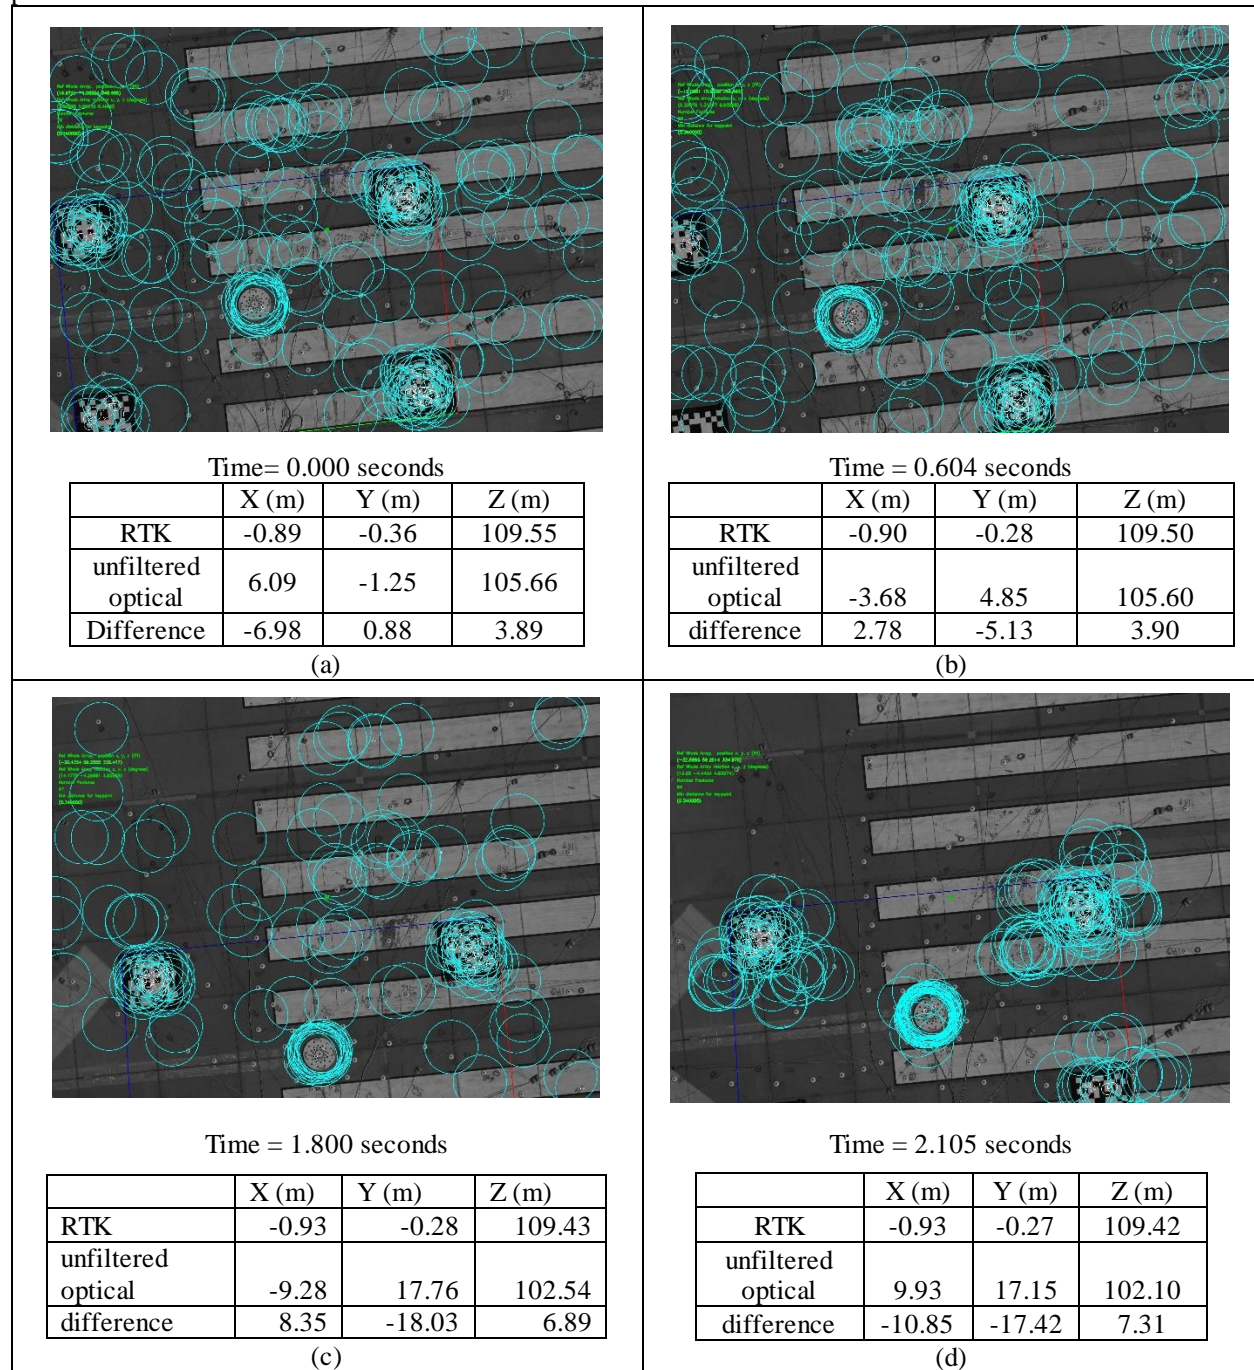 Time= 0.000 seconds
X (m) Y (m) Z (m)
RTK -0.89 -0.36 109.55
unfiltered
optical 6.09 -1.25 105.66
Difference -6.98 0.88 3.89
(a)
Time = 0.604 seconds
X (m) Y (m) Z (m)
RTK -0.90 -0.28 109.50
unfiltered
optical -3.68 4.85 105.60
difference 2.78 -5.13 3.90
(b)
Time = 1.800 seconds
X (m) Y (m) Z (m)
RTK -0.93 -0.28 109.43
unfiltered
optical -9.28 17.76 102.54
difference 8.35 -18.03 6.89
(c)
Time = 2.105 seconds
X (m) Y (m) Z (m)
RTK -0.93 -0.27 109.42
unfiltered
optical 9.93 17.15 102.10
difference -10.85 -17.42 7.31
(d)